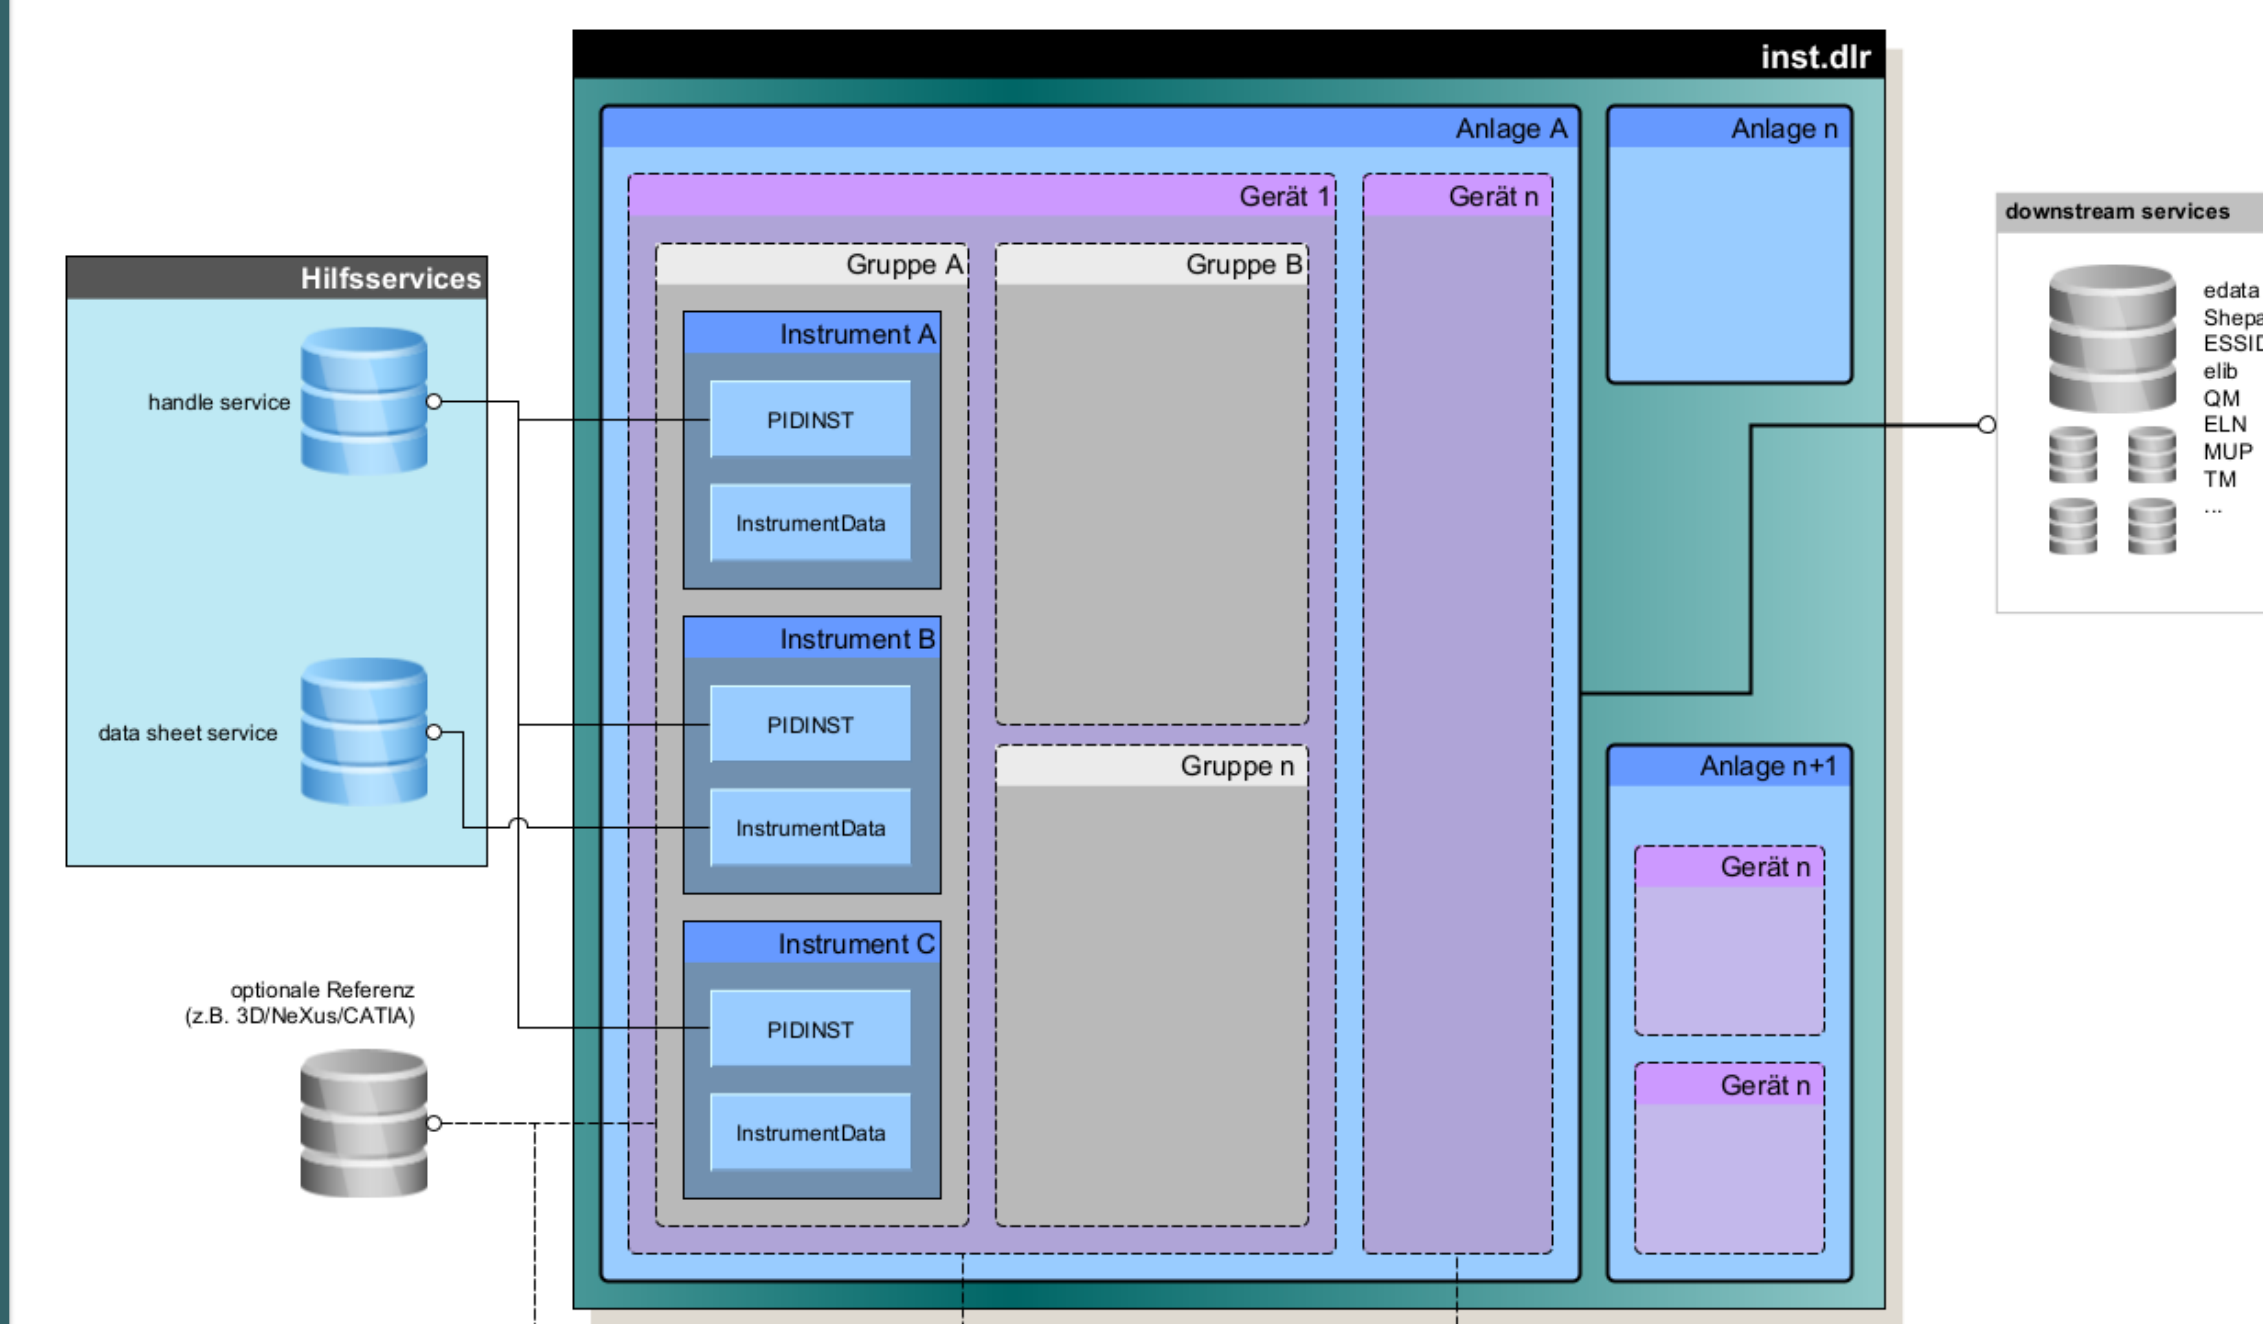 inst.dlr
Anlage A
Anlage n
Gerät 1
Gerät n
downstream services
Gruppe A
Gruppe B
Hilfsservices
edata
elib
QM
ELN
MUP
TM
...
Instrument A
handle service
PIDINST
InstrumentData
Instrument B
PIDINST
data sheet service
InstrumentData
Gruppe n
Anlage n+1
Gerät n
Instrument C
optionale Referenz
(z.B. 3D/NeXus/CATIA)
PIDINST
Gerät n
InstrumentData